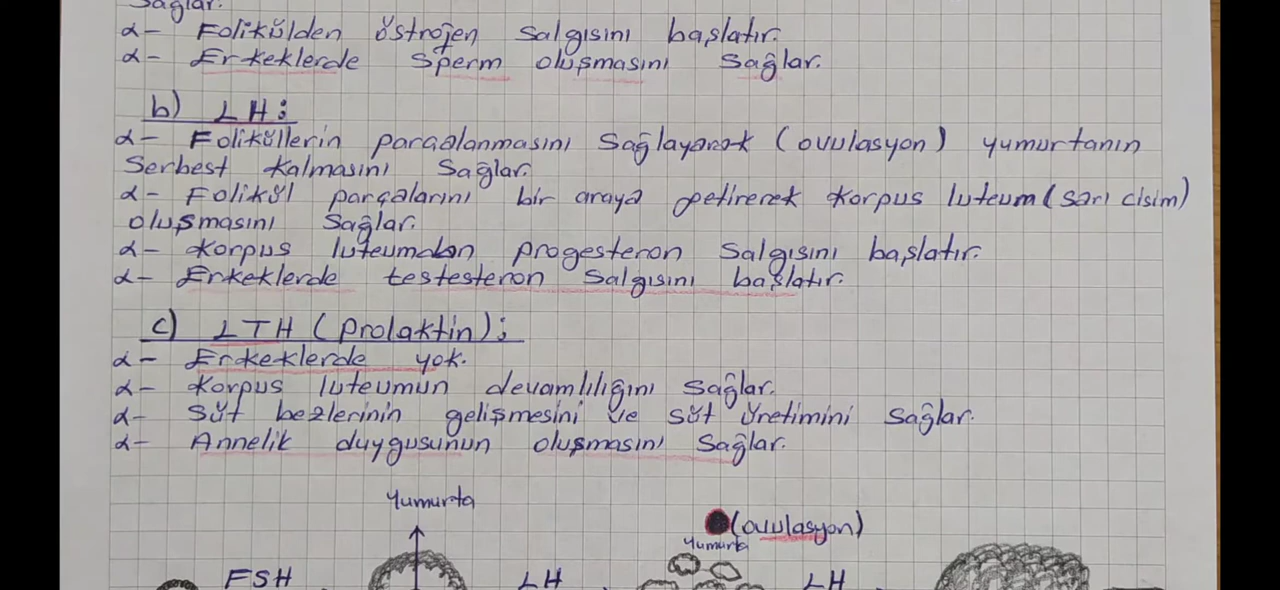 sağlar.
α- Folikülden östrojen salgısını başlatır.
α- Erkeklerde sperm oluşmasını sağlar.
b) LH:
α- Foliküllerin parçalanmasını sağlayarak (ovulasyon) yumurtanın
serbest kalmasını sağlar.
α- Folikül parçalarını bir araya getirerek korpus luteum (sarı cisim)
oluşmasını sağlar.
α- Korpus luteumdan progesteron salgısını başlatır.
α- Erkeklerde testesteron salgısını başlatır.
c) LTH (prolaktin):
α- Erkeklerde yok.
α- Korpus luteumun devamlılığını sağlar.
α- Süt bezlerinin gelişmesini ve süt üretimini sağlar.
α- Annelik duygusunun oluşmasını sağlar.
Yumurta
(ovulasyon)
Yumurta
FSH LH LH